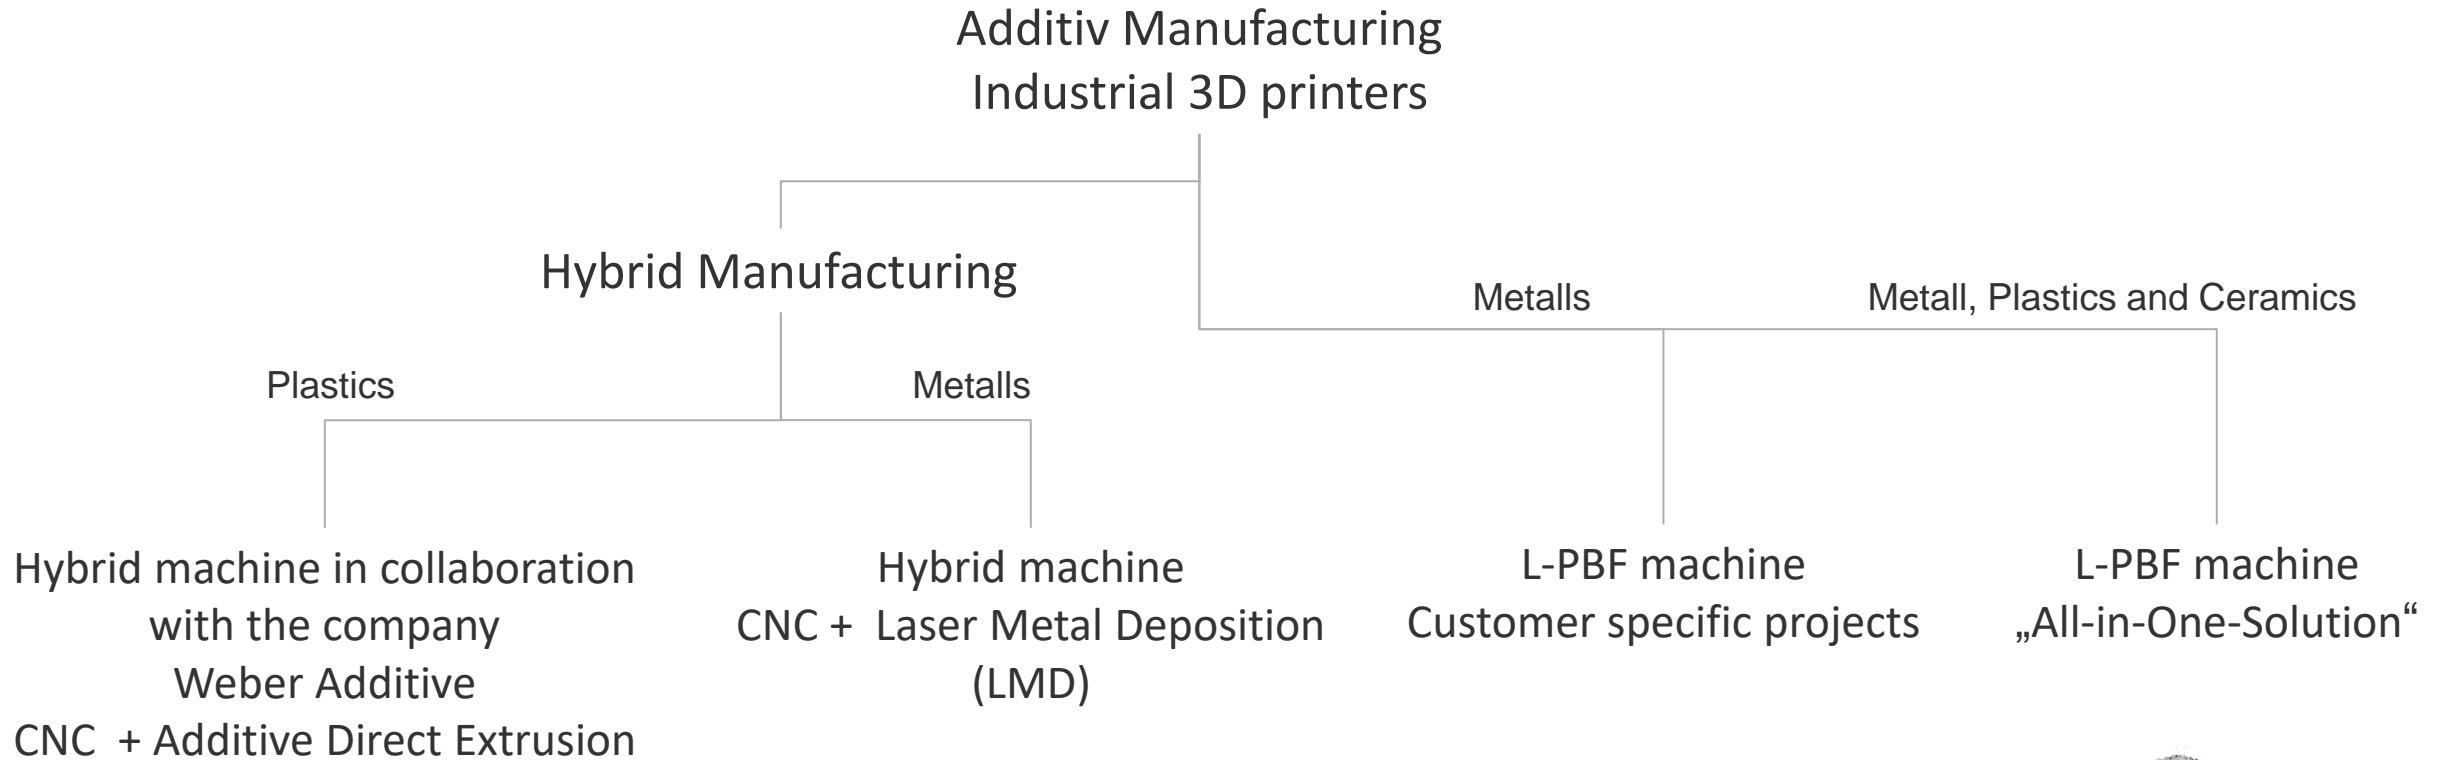 Additiv Manufacturing
Industrial 3D printers
Hybrid Manufacturing
Metalls
Metall, Plastics and Ceramics
Plastics
Metalls
Hybrid machine in collaboration
with the company
Weber Additive
CNC + Additive Direct Extrusion
Hybrid machine
CNC + Laser Metal Deposition
(LMD)
L-PBF machine
Customer specific projects
L-PBF machine
„All-in-One-Solution“